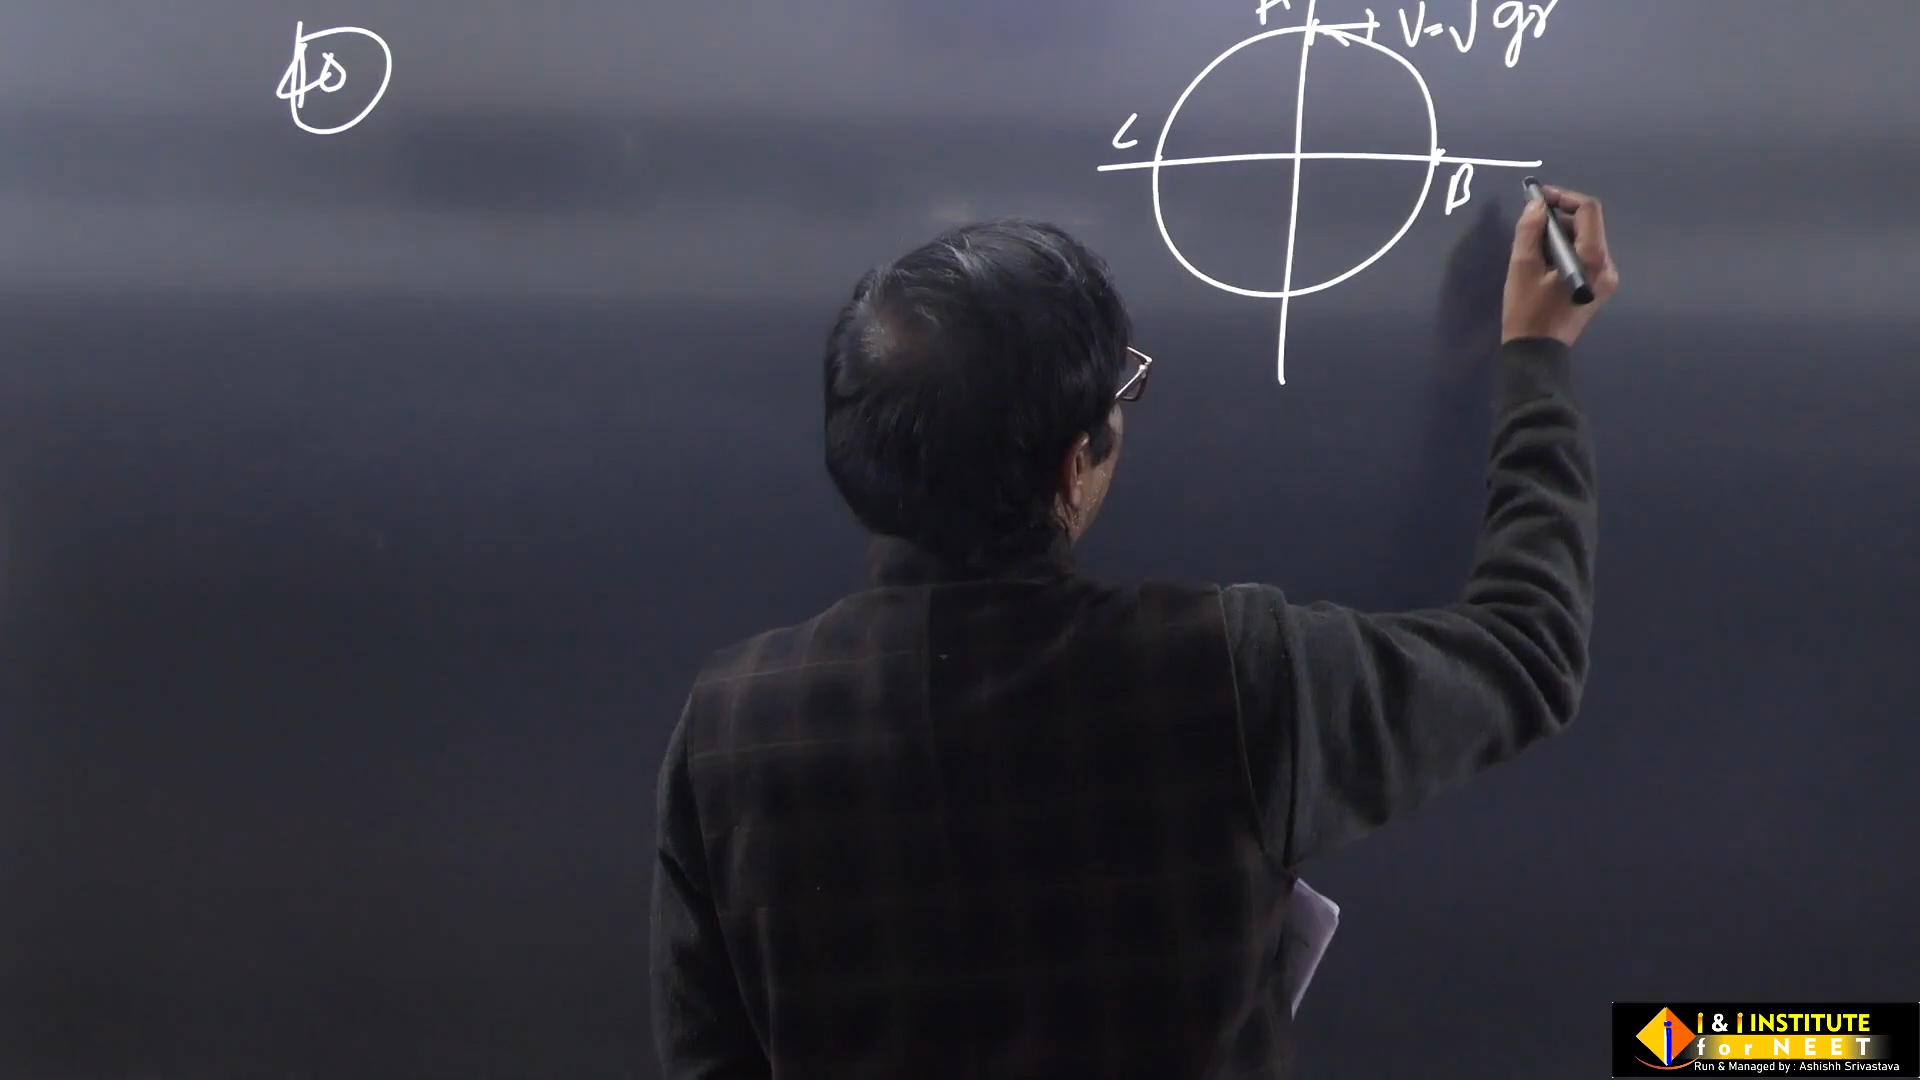 10
A
V=√gr
C
B
i & i INSTITUTE
for NEET
Run & Managed by : Ashishh Srivastava